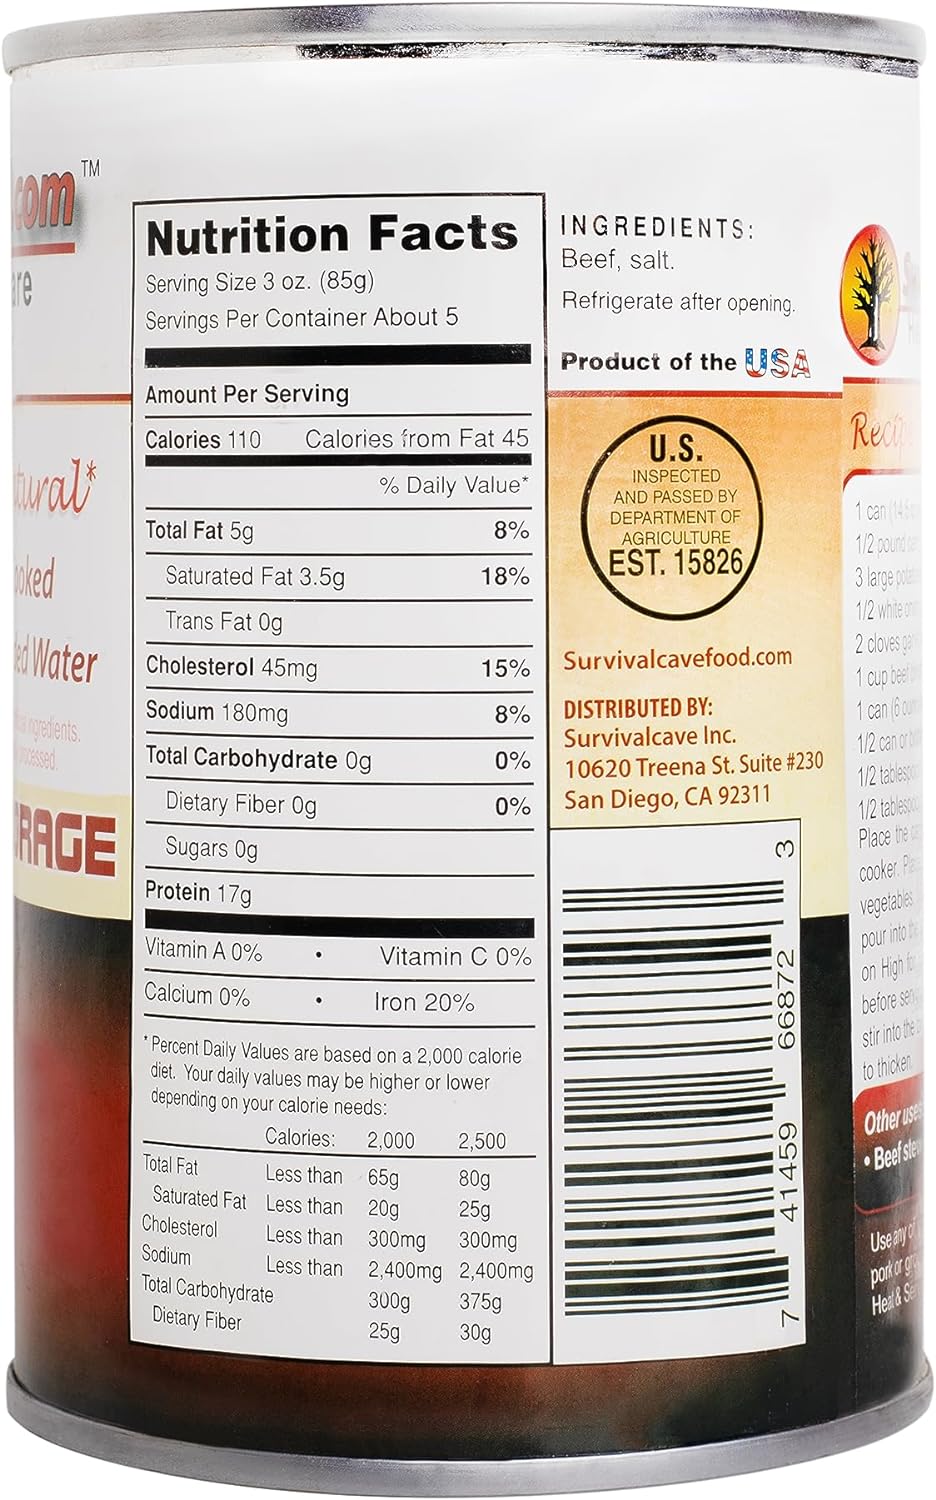 .com™
are
Nutrition Facts
Serving Size 3 oz. (85g)
Servings Per Container About 5
Amount Per Serving
Calories 110 Calories from Fat 45
% Daily Value*
Total Fat 5g 8%
Saturated Fat 3.5g 18%
Trans Fat 0g
Cholesterol 45mg 15%
Sodium 180mg 8%
Total Carbohydrate 0g 0%
Dietary Fiber 0g 0%
Sugars 0g
Protein 17g
Vitamin A 0% • Vitamin C 0%
Calcium 0% • Iron 20%
*Percent Daily Values are based on a 2,000 calorie
diet. Your daily values may be higher or lower
depending on your calorie needs:
Calories: 2,000 2,500
Total Fat Less than 65g 80g
Saturated Fat Less than 20g 25g
Cholesterol Less than 300mg 300mg
Sodium Less than 2,400mg 2,400mg
Total Carbohydrate 300g 375g
Dietary Fiber 25g 30g
INGREDIENTS:
Beef, salt.
Refrigerate after opening.
Product of the USA
U.S.
INSPECTED
AND PASSED BY
DEPARTMENT OF
AGRICULTURE
EST. 15826
Survivalcavefood.com
DISTRIBUTED BY:
Survivalcave Inc.
10620 Treena St. Suite #230
San Diego, CA 92311
7 41459 66872 3
tural*
ooked
ed Water
ingredients.
processed.
RAGE
1 can (14.5
1/2 pound
3 large
1/2 white
2 cloves
1 cup beef
1 can (6
1/2 can or
1/2
1/2
Place the
cooker.
vegetables
pour into the
on High for
before
stir into the
to thicken.
Other uses
• Beef
Use any of
pork or
Heat &